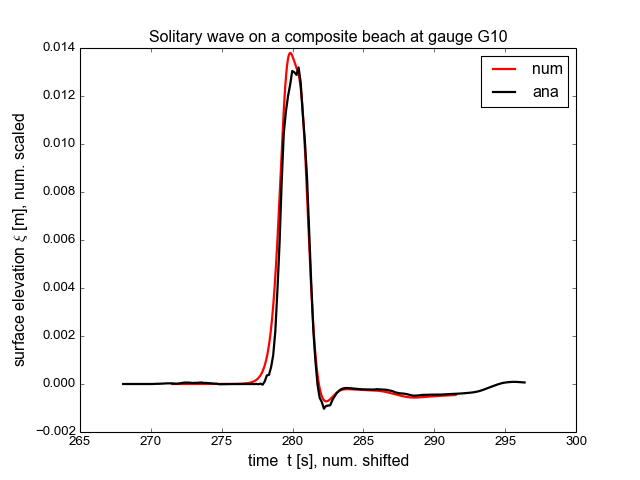 Solitary wave on a composite beach at gauge G10
0.014
0.012
0.010
0.008
0.006
0.004
0.002
0.000
−0.002
surface elevation ξ [m], num. scaled
num
ana
265 270 275 280 285 290 295 300
time t [s], num. shifted